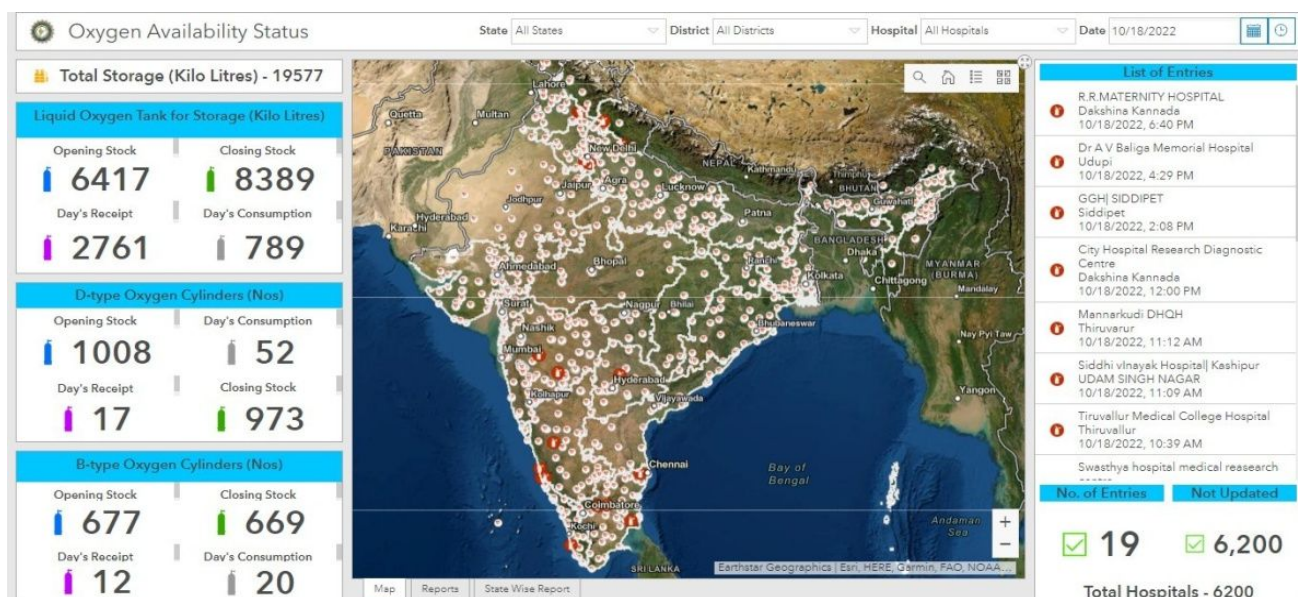 Oxygen Availability Status
State All States
District All Districts
Hospital All Hospitals
Date 10/18/2022
Total Storage (Kilo Litres) - 19577
Liquid Oxygen Tank for Storage (Kilo Litres)
Opening Stock
Closing Stock
6417
8389
Day's Receipt
Day's Consumption
2761
789
D-type Oxygen Cylinders (Nos)
Opening Stock
Day's Consumption
1008
52
Day's Receipt
Closing Stock
17
973
B-type Oxygen Cylinders (Nos)
Opening Stock
Closing Stock
677
669
Day's Receipt
Day's Consumption
12
20
Lahore
Quetta
Multan
PAKISTAN
New Delhi
NEPAL
Kathmandu
Thimphu
BHUTAN
Jaipur
Agra
Lucknow
Jodhpur
Guwahati
Hyderabad
Karachi
Patna
BANGLADESH
Dhaka
Ahmedabad
Bhopal
Ranchi
Kolkata
Chittagong
MYANMAR
(BURMA)
Mandalay
Surat
Nagpur
Bhilai
Bhubaneswar
Nashik
Nay Pyi Taw
Mumbai
Hyderabad
Kolhapur
Vijayawada
Yangon
Chennai
Bay of
Bengal
Coimbatore
Kochi
Andaman
Sea
SRI LANKA
+
−
Earthstar Geographics | Esri, HERE, Garmin, FAO, NOAA...
Map
Reports
State Wise Report
List of Entries
R.R.MATERNITY HOSPITAL
Dakshina Kannada
10/18/2022, 6:40 PM
Dr A V Baliga Memorial Hospital
Udupi
10/18/2022, 4:29 PM
GGH| SIDDIPET
Siddipet
10/18/2022, 2:08 PM
City Hospital Research Diagnostic
Centre
Dakshina Kannada
10/18/2022, 12:00 PM
Mannarkudi DHQH
Thiruvarur
10/18/2022, 11:12 AM
Siddhi vInayak Hospital| Kashipur
UDAM SINGH NAGAR
10/18/2022, 11:09 AM
Tiruvallur Medical College Hospital
Thiruvallur
10/18/2022, 10:39 AM
Swasthya hospital medical reasearch
No. of Entries
Not Updated
19
6,200
Total Hospitals - 6200